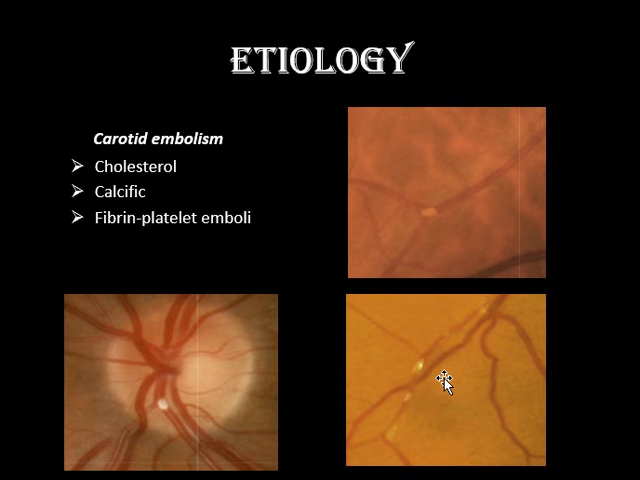 ETIOLOGY
Carotid embolism
➢ Cholesterol
➢ Calcific
➢ Fibrin-platelet emboli